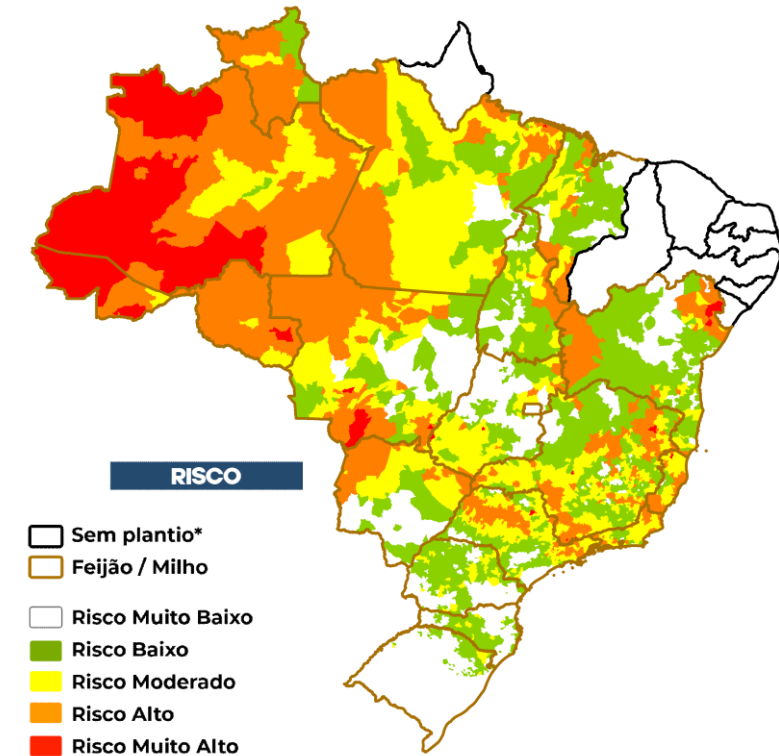 RISCO
Sem plantio*
Feijão / Milho
Risco Muito Baixo
Risco Baixo
Risco Moderado
Risco Alto
Risco Muito Alto